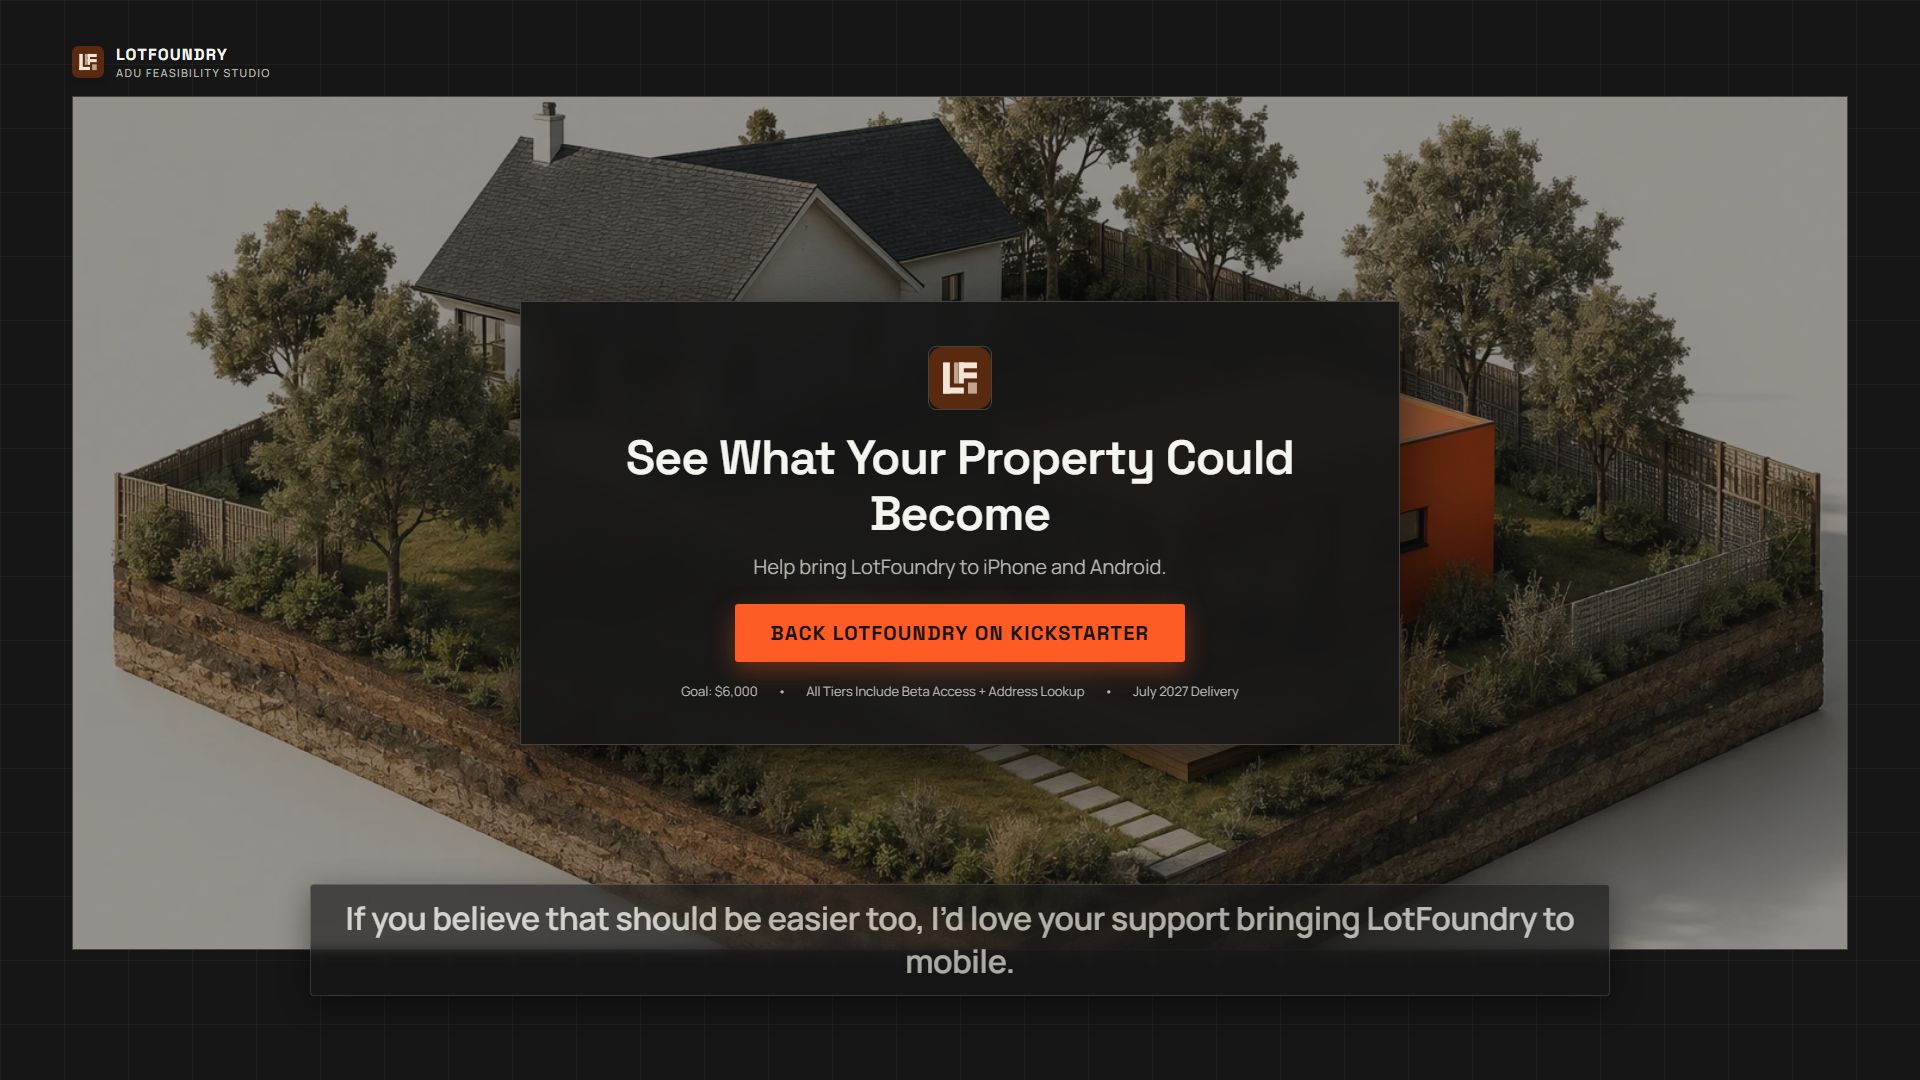 LOTFOUNDRY
ADU FEASIBILITY STUDIO
LF
See What Your Property Could
Become
Help bring LotFoundry to iPhone and Android.
BACK LOTFOUNDRY ON KICKSTARTER
Goal: $6,000 • All Tiers Include Beta Access + Address Lookup • July 2027 Delivery
If you believe that should be easier too, I’d love your support bringing LotFoundry to
mobile.